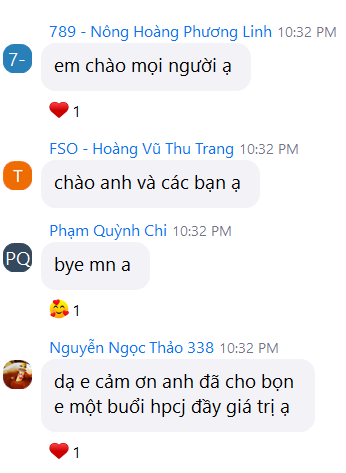 789 - Nông Hoàng Phương Linh 10:32 PM
7-
em chào mọi người ạ
1
FSO - Hoàng Vũ Thu Trang 10:32 PM
T
chào anh và các bạn ạ
Phạm Quỳnh Chi 10:32 PM
PQ
bye mn a
1
Nguyễn Ngọc Thảo 338 10:32 PM
dạ e cảm ơn anh đã cho bọn
e một buổi hpcj đầy giá trị ạ
1